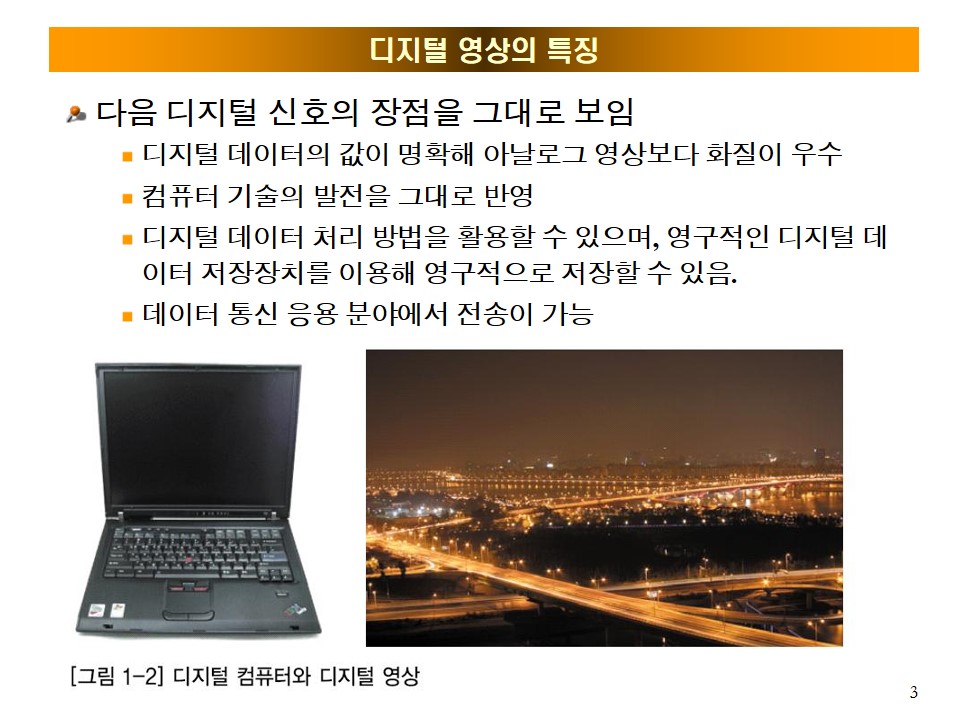 디지털 영상의 특징
다음 디지털 신호의 장점을 그대로 보임
디지털 데이터의 값이 명확해 아날로그 영상보다 화질이 우수
컴퓨터 기술의 발전을 그대로 반영
디지털 데이터 처리 방법을 활용할 수 있으며, 영구적인 디지털 데
이터 저장장치를 이용해 영구적으로 저장할 수 있음.
데이터 통신 응용 분야에서 전송이 가능
[그림 1-2] 디지털 컴퓨터와 디지털 영상
3